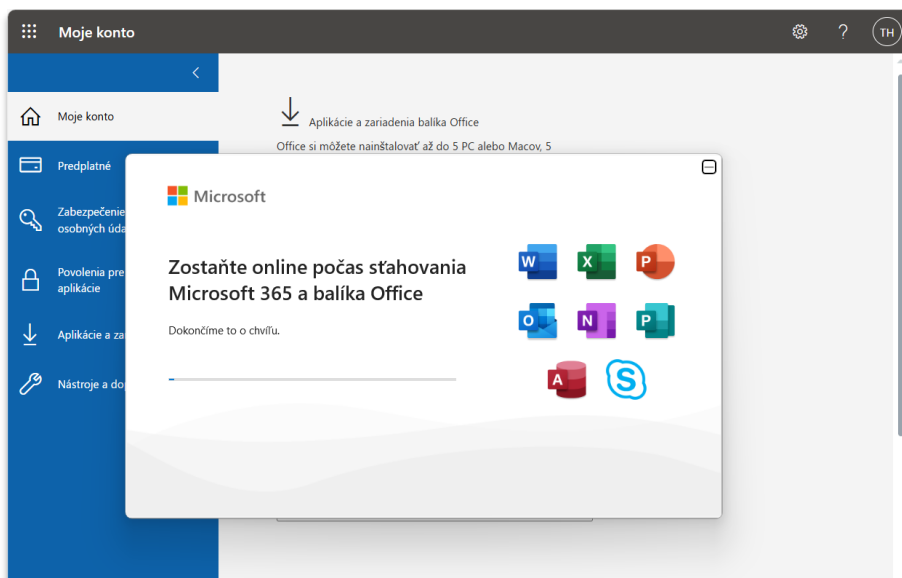 Moje konto
TH
Moje konto
Predplatné
Zabezpečenie
osobných úda
Povolenia pre
aplikácie
Aplikácie a za
Nástroje a do
Aplikácie a zariadenia balíka Office
Office si môžete nainštalovať až do 5 PC alebo Macov, 5
Microsoft
Zostaňte online počas sťahovania
Microsoft 365 a balíka Office
Dokončíme to o chvíľu.
W
X
P
O
N
P
A
S